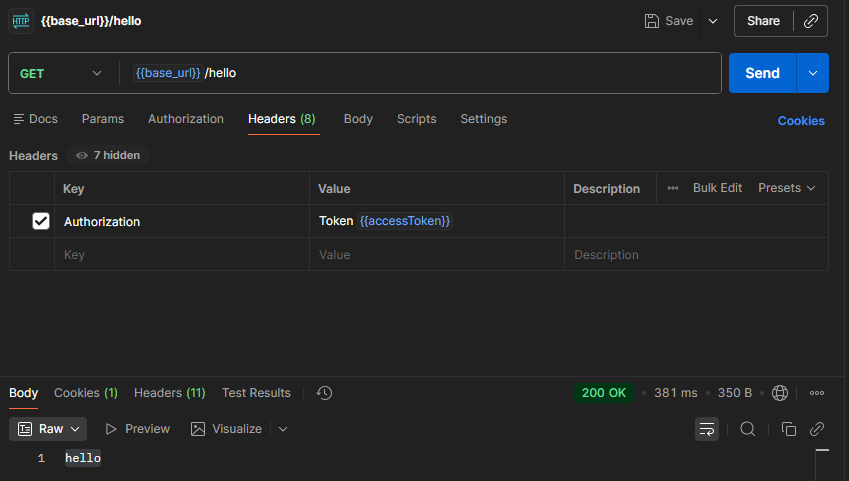 HTTP {{base_url}}/hello Save Share
GET {{base_url}} /hello Send
Docs Params Authorization Headers (8) Body Scripts Settings Cookies
Headers 7 hidden
Key Value Description Bulk Edit Presets
Authorization Token {{accessToken}}
Key Value Description
Body Cookies (1) Headers (11) Test Results 200 OK • 381 ms • 350 B
Raw Preview Visualize
1 hello